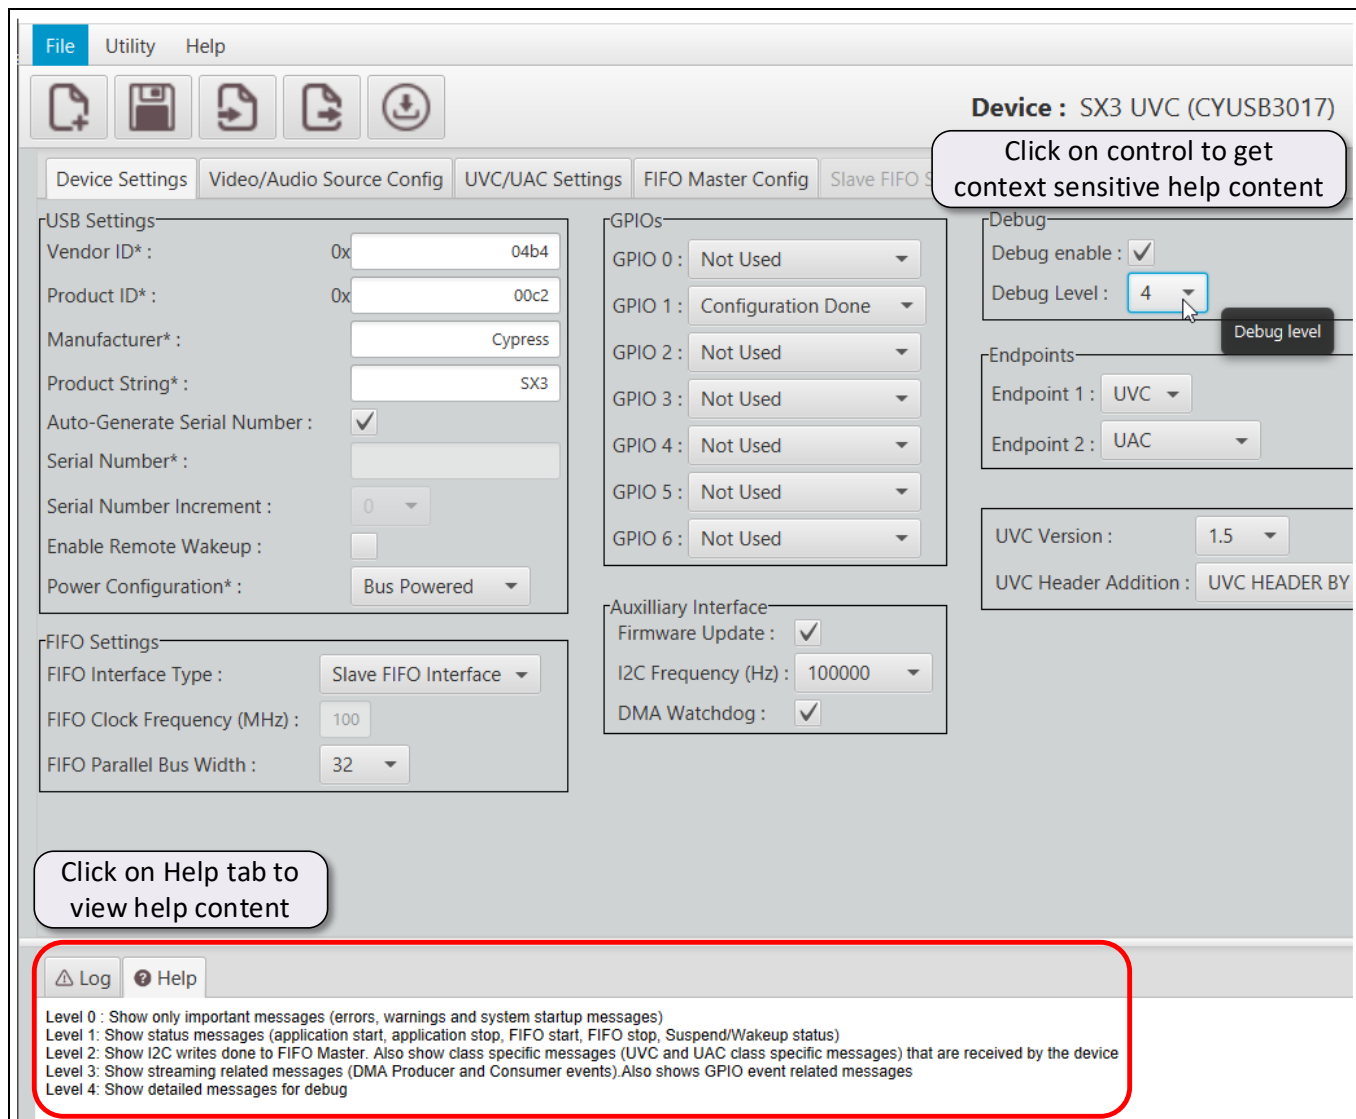 File Utility Help
Device : SX3 UVC (CYUSB3017)
Click on control to get
context sensitive help content
Device Settings Video/Audio Source Config UVC/UAC Settings FIFO Master Config Slave FIFO S
USB Settings
Vendor ID* : 0x 04b4
Product ID* : 0x 00c2
Manufacturer* : Cypress
Product String* : SX3
Auto-Generate Serial Number :
Serial Number* :
Serial Number Increment : 0
Enable Remote Wakeup :
Power Configuration* : Bus Powered
FIFO Settings
FIFO Interface Type : Slave FIFO Interface
FIFO Clock Frequency (MHz) : 100
FIFO Parallel Bus Width : 32
GPIOs
GPIO 0 : Not Used
GPIO 1 : Configuration Done
GPIO 2 : Not Used
GPIO 3 : Not Used
GPIO 4 : Not Used
GPIO 5 : Not Used
GPIO 6 : Not Used
Auxilliary Interface
Firmware Update :
I2C Frequency (Hz) : 100000
DMA Watchdog :
Debug
Debug enable :
Debug Level : 4
Debug level
Endpoints
Endpoint 1 : UVC
Endpoint 2 : UAC
UVC Version : 1.5
UVC Header Addition : UVC HEADER BY
Click on Help tab to
view help content
Log Help
Level 0 : Show only important messages (errors, warnings and system startup messages)
Level 1: Show status messages (application start, application stop, FIFO start, FIFO stop, Suspend/Wakeup status)
Level 2: Show I2C writes done to FIFO Master. Also show class specific messages (UVC and UAC class specific messages) that are received by the device
Level 3: Show streaming related messages (DMA Producer and Consumer events).Also shows GPIO event related messages
Level 4: Show detailed messages for debug